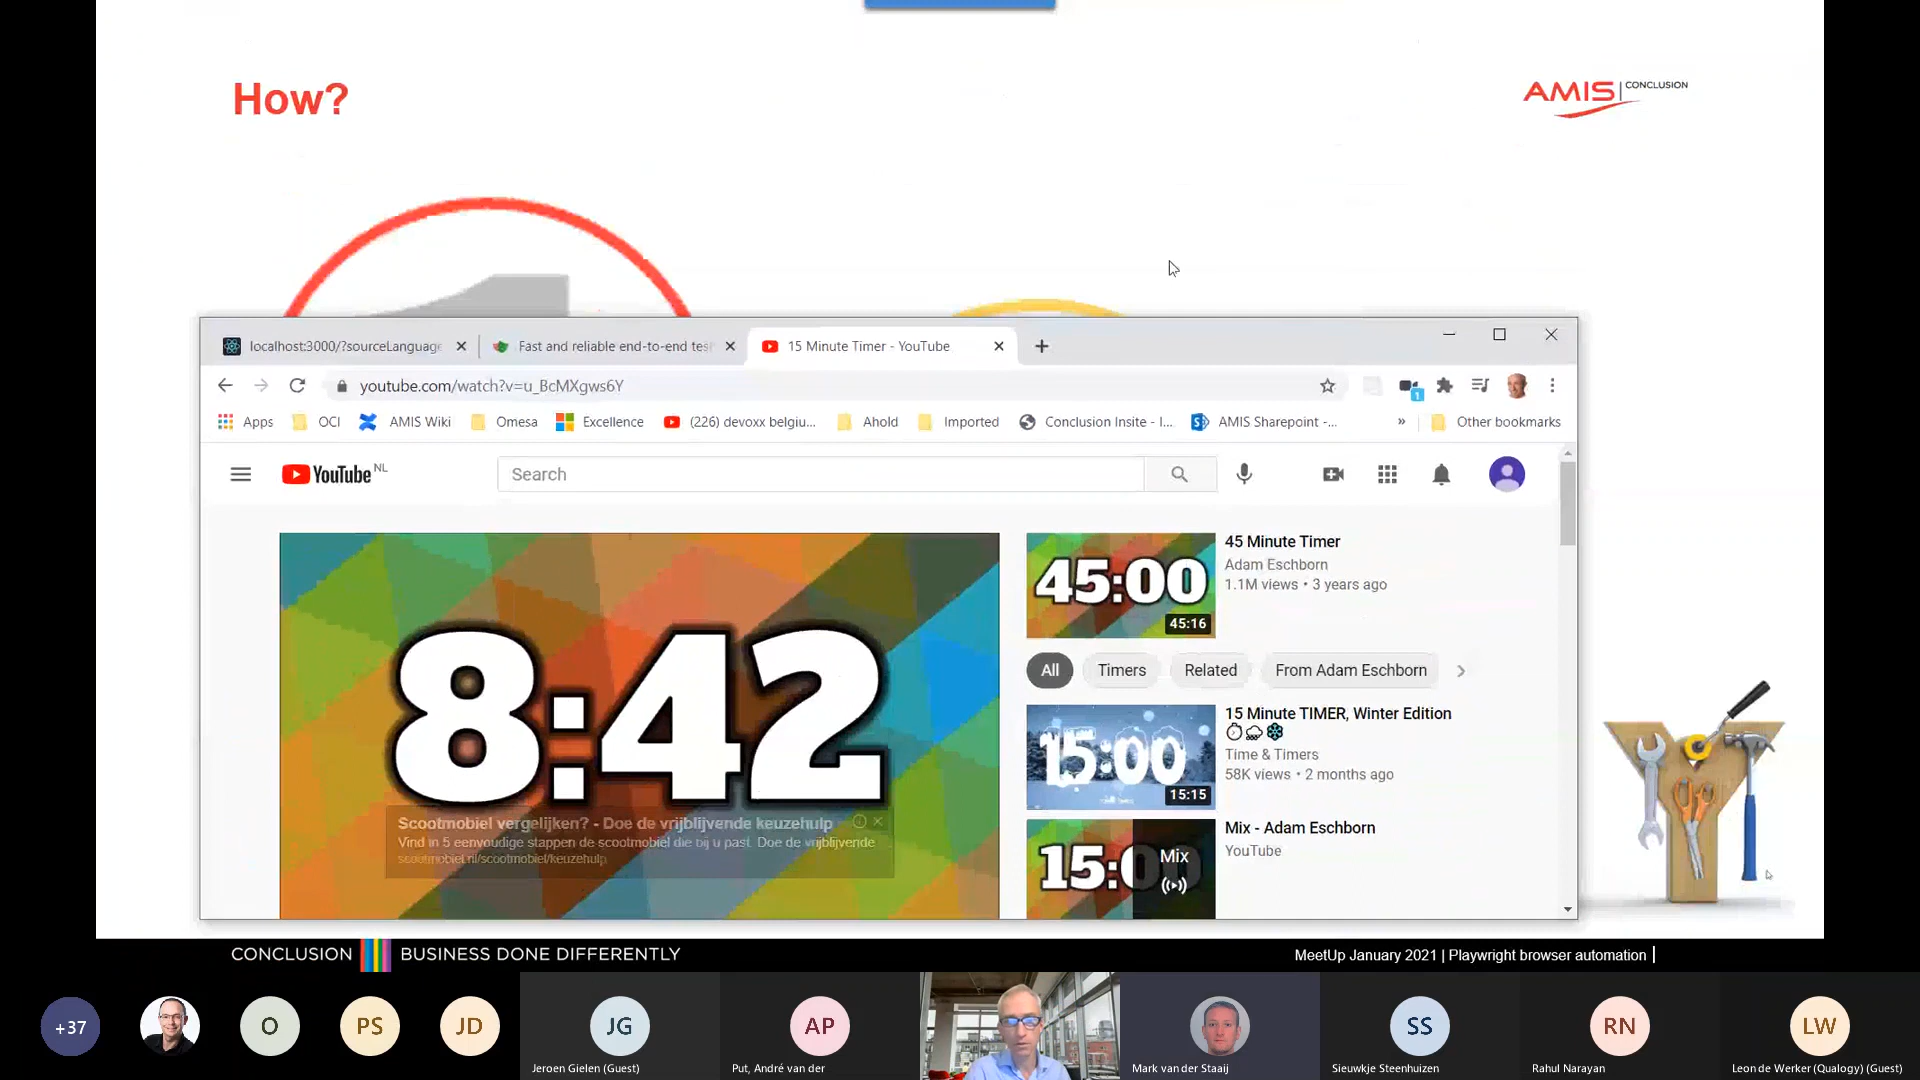 How?
AMIS | CONCLUSION
localhost:3000/?sourceLanguage
Fast and reliable end-to-end test
15 Minute Timer - YouTube
youtube.com/watch?v=u_BcMXgws6Y
1
Apps
OCI
AMIS Wiki
Omesa
Excellence
(226) devoxx belgiu...
Ahold
Imported
Conclusion Insite - I...
AMIS Sharepoint -...
»
Other bookmarks
YouTube NL
Search
8:42
Scootmobiel vergelijken? - Doe de vrijblijvende keuzehulp
Vind in 5 eenvoudige stappen de scootmobiel die bij u past. Doe de vrijblijvende
scootmobiel.nl/scootmobiel/keuzehulp
45:00
45:16
45 Minute Timer
Adam Eschborn
1.1M views • 3 years ago
All
Timers
Related
From Adam Eschborn
15:00
15:15
15 Minute TIMER, Winter Edition
Time & Timers
58K views • 2 months ago
Mix
Mix - Adam Eschborn
YouTube
CONCLUSION BUSINESS DONE DIFFERENTLY
MeetUp January 2021 | Playwright browser automation |
+37
O
PS
JD
JG
Jeroen Gielen (Guest)
AP
Put, André van der
Mark van der Staaij
SS
Sieuwkje Steenhuizen
RN
Rahul Narayan
LW
Leon de Werker (Qualogy) (Guest)